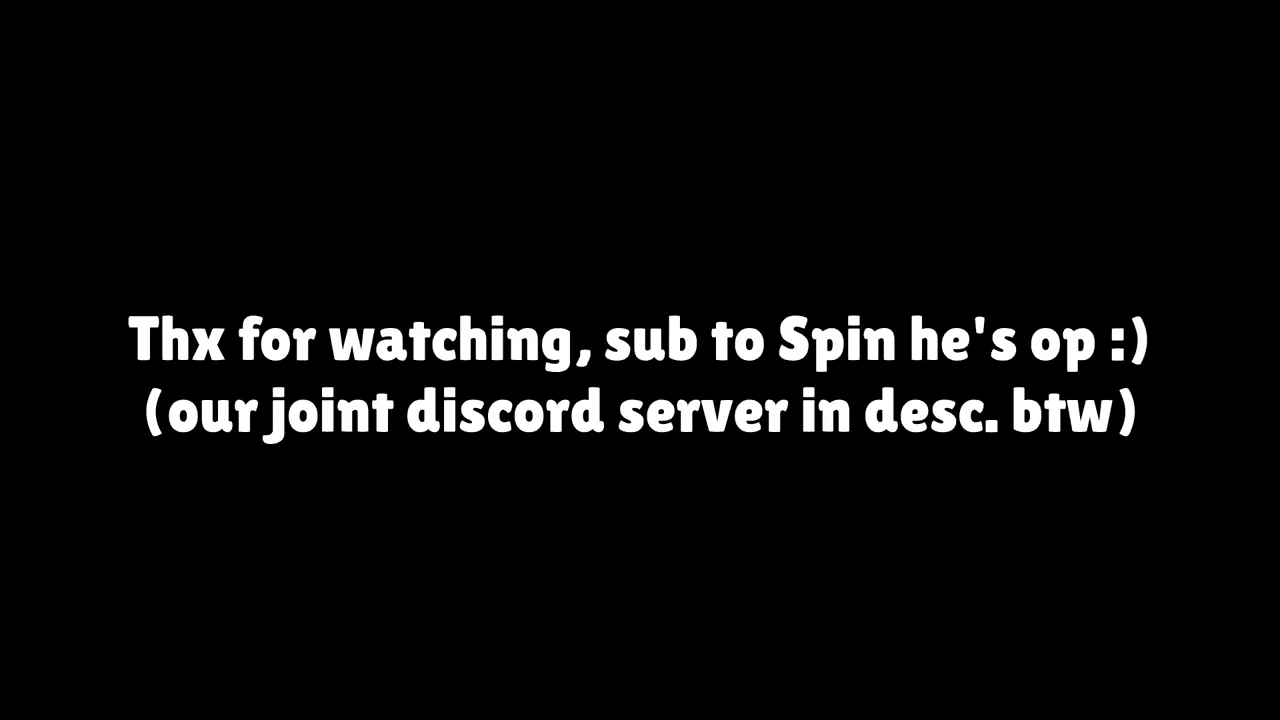 Thx for watching, sub to Spin he's op :)
(our joint discord server in desc. btw)